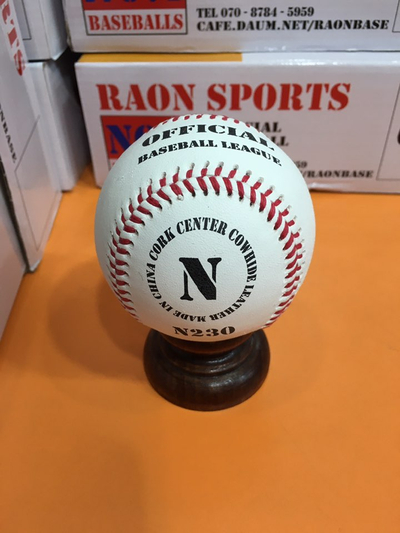 BASEBALLS
TEL 070 - 8784 - 5959
CAFE.DAUM.NET/RAONBASE
RAON SPORTS
OFFICIAL
BASEBALL LEAGUE
MADE IN CHINA CORK CENTER COWHIDE LEATHER
N
N230